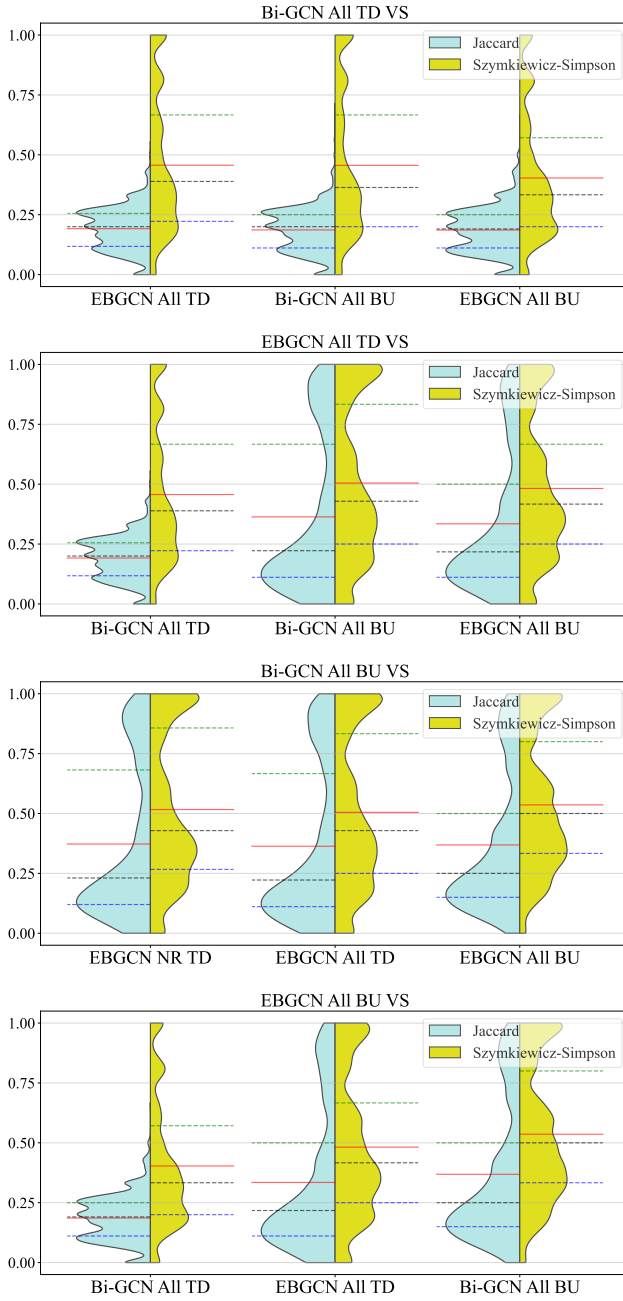 Bi-GCN All TD VS
1.00
0.75
0.50
0.25
0.00
Jaccard
Szymkiewicz-Simpson
EBGCN All TD
Bi-GCN All BU
EBGCN All BU
EBGCN All TD VS
1.00
0.75
0.50
0.25
0.00
Jaccard
Szymkiewicz-Simpson
Bi-GCN All TD
Bi-GCN All BU
EBGCN All BU
Bi-GCN All BU VS
1.00
0.75
0.50
0.25
0.00
Jaccard
Szymkiewicz-Simpson
EBGCN NR TD
EBGCN All TD
EBGCN All BU
EBGCN All BU VS
1.00
0.75
0.50
0.25
0.00
Jaccard
Szymkiewicz-Simpson
Bi-GCN All TD
EBGCN All TD
Bi-GCN All BU